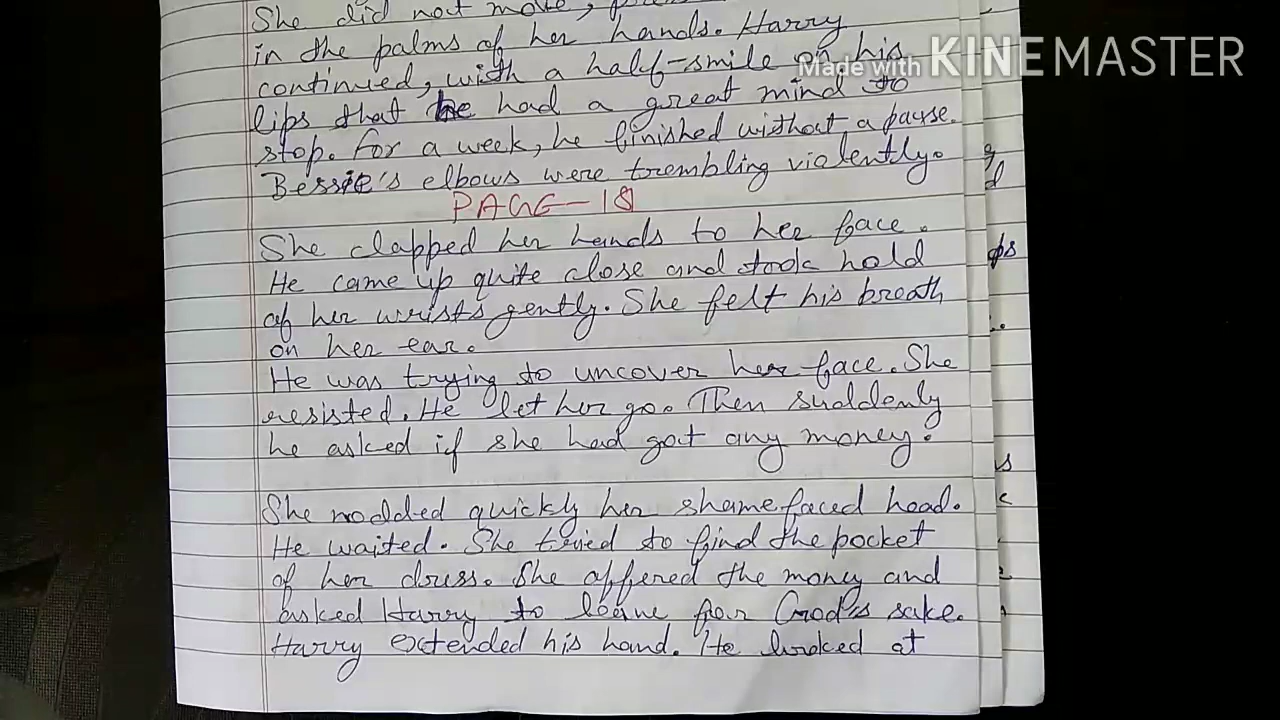 She did not move,
in the palms of her hands. Harry
continued, with a half-smile on his
lips that he had a great mind to
stop. For a week, he finished without a pause.
Bessie's elbows were trembling violently.
PAGE-18
She clapped her hands to her face.
He came up quite close and took hold
of her wrists gently. She felt his breath
on her ear.
He was trying to uncover her face. She
resisted. He let her go. Then suddenly
he asked if she had got any money.
She nodded quickly her shamefaced head.
He waited. She tried to find the pocket
of her dress. She offered the money and
asked Harry to leave for God's sake.
Harry extended his hand. He looked at
Made with KINEMASTER